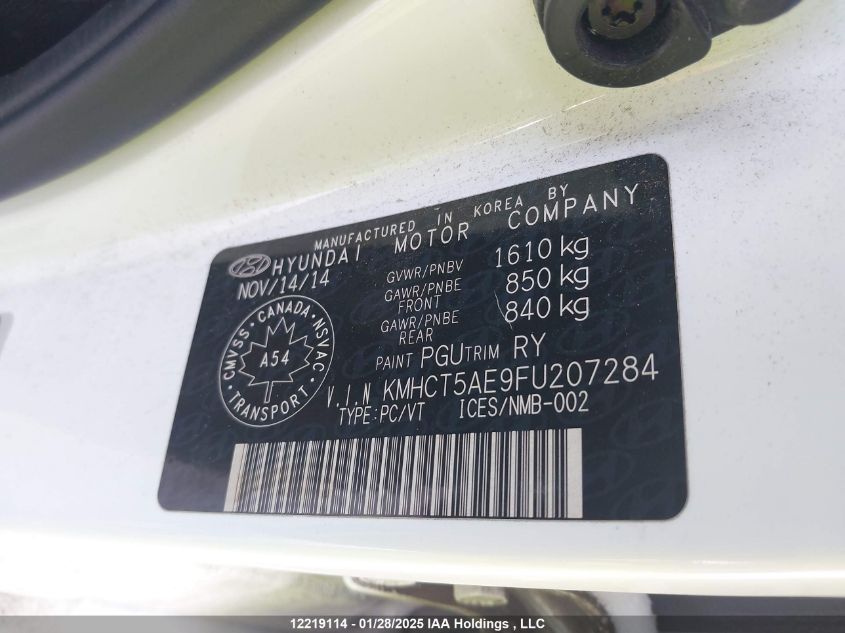 MANUFACTURED IN KOREA BY
HYUNDAI MOTOR COMPANY
NOV/14/14
GVWR/PNBV 1610 kg
GAWR/PNBE FRONT 850 kg
GAWR/PNBE REAR 840 kg
CMVSS · CANADA · NSVAC
A54
TRANSPORT
PAINT PGU TRIM RY
V.I.N KMHCT5AE9FU207284
TYPE:PC/VT ICES/NMB-002
12219114 - 01/28/2025 IAA Holdings , LLC